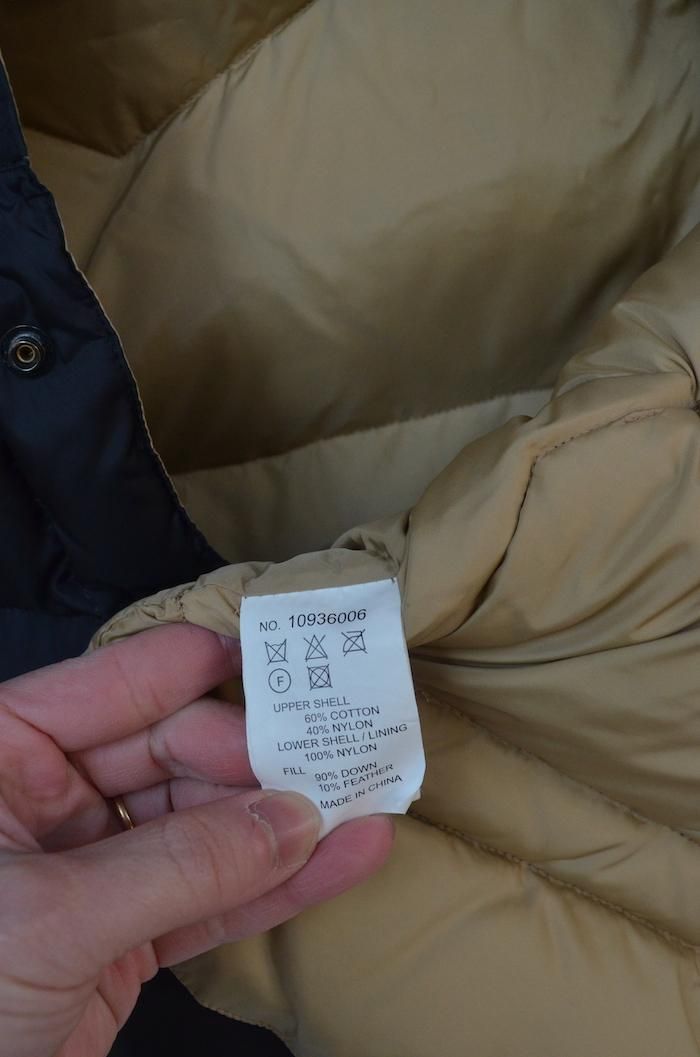 NO. 10936006
F
UPPER SHELL
60% COTTON
40% NYLON
LOWER SHELL / LINING
100% NYLON
FILL 90% DOWN
10% FEATHER
MADE IN CHINA